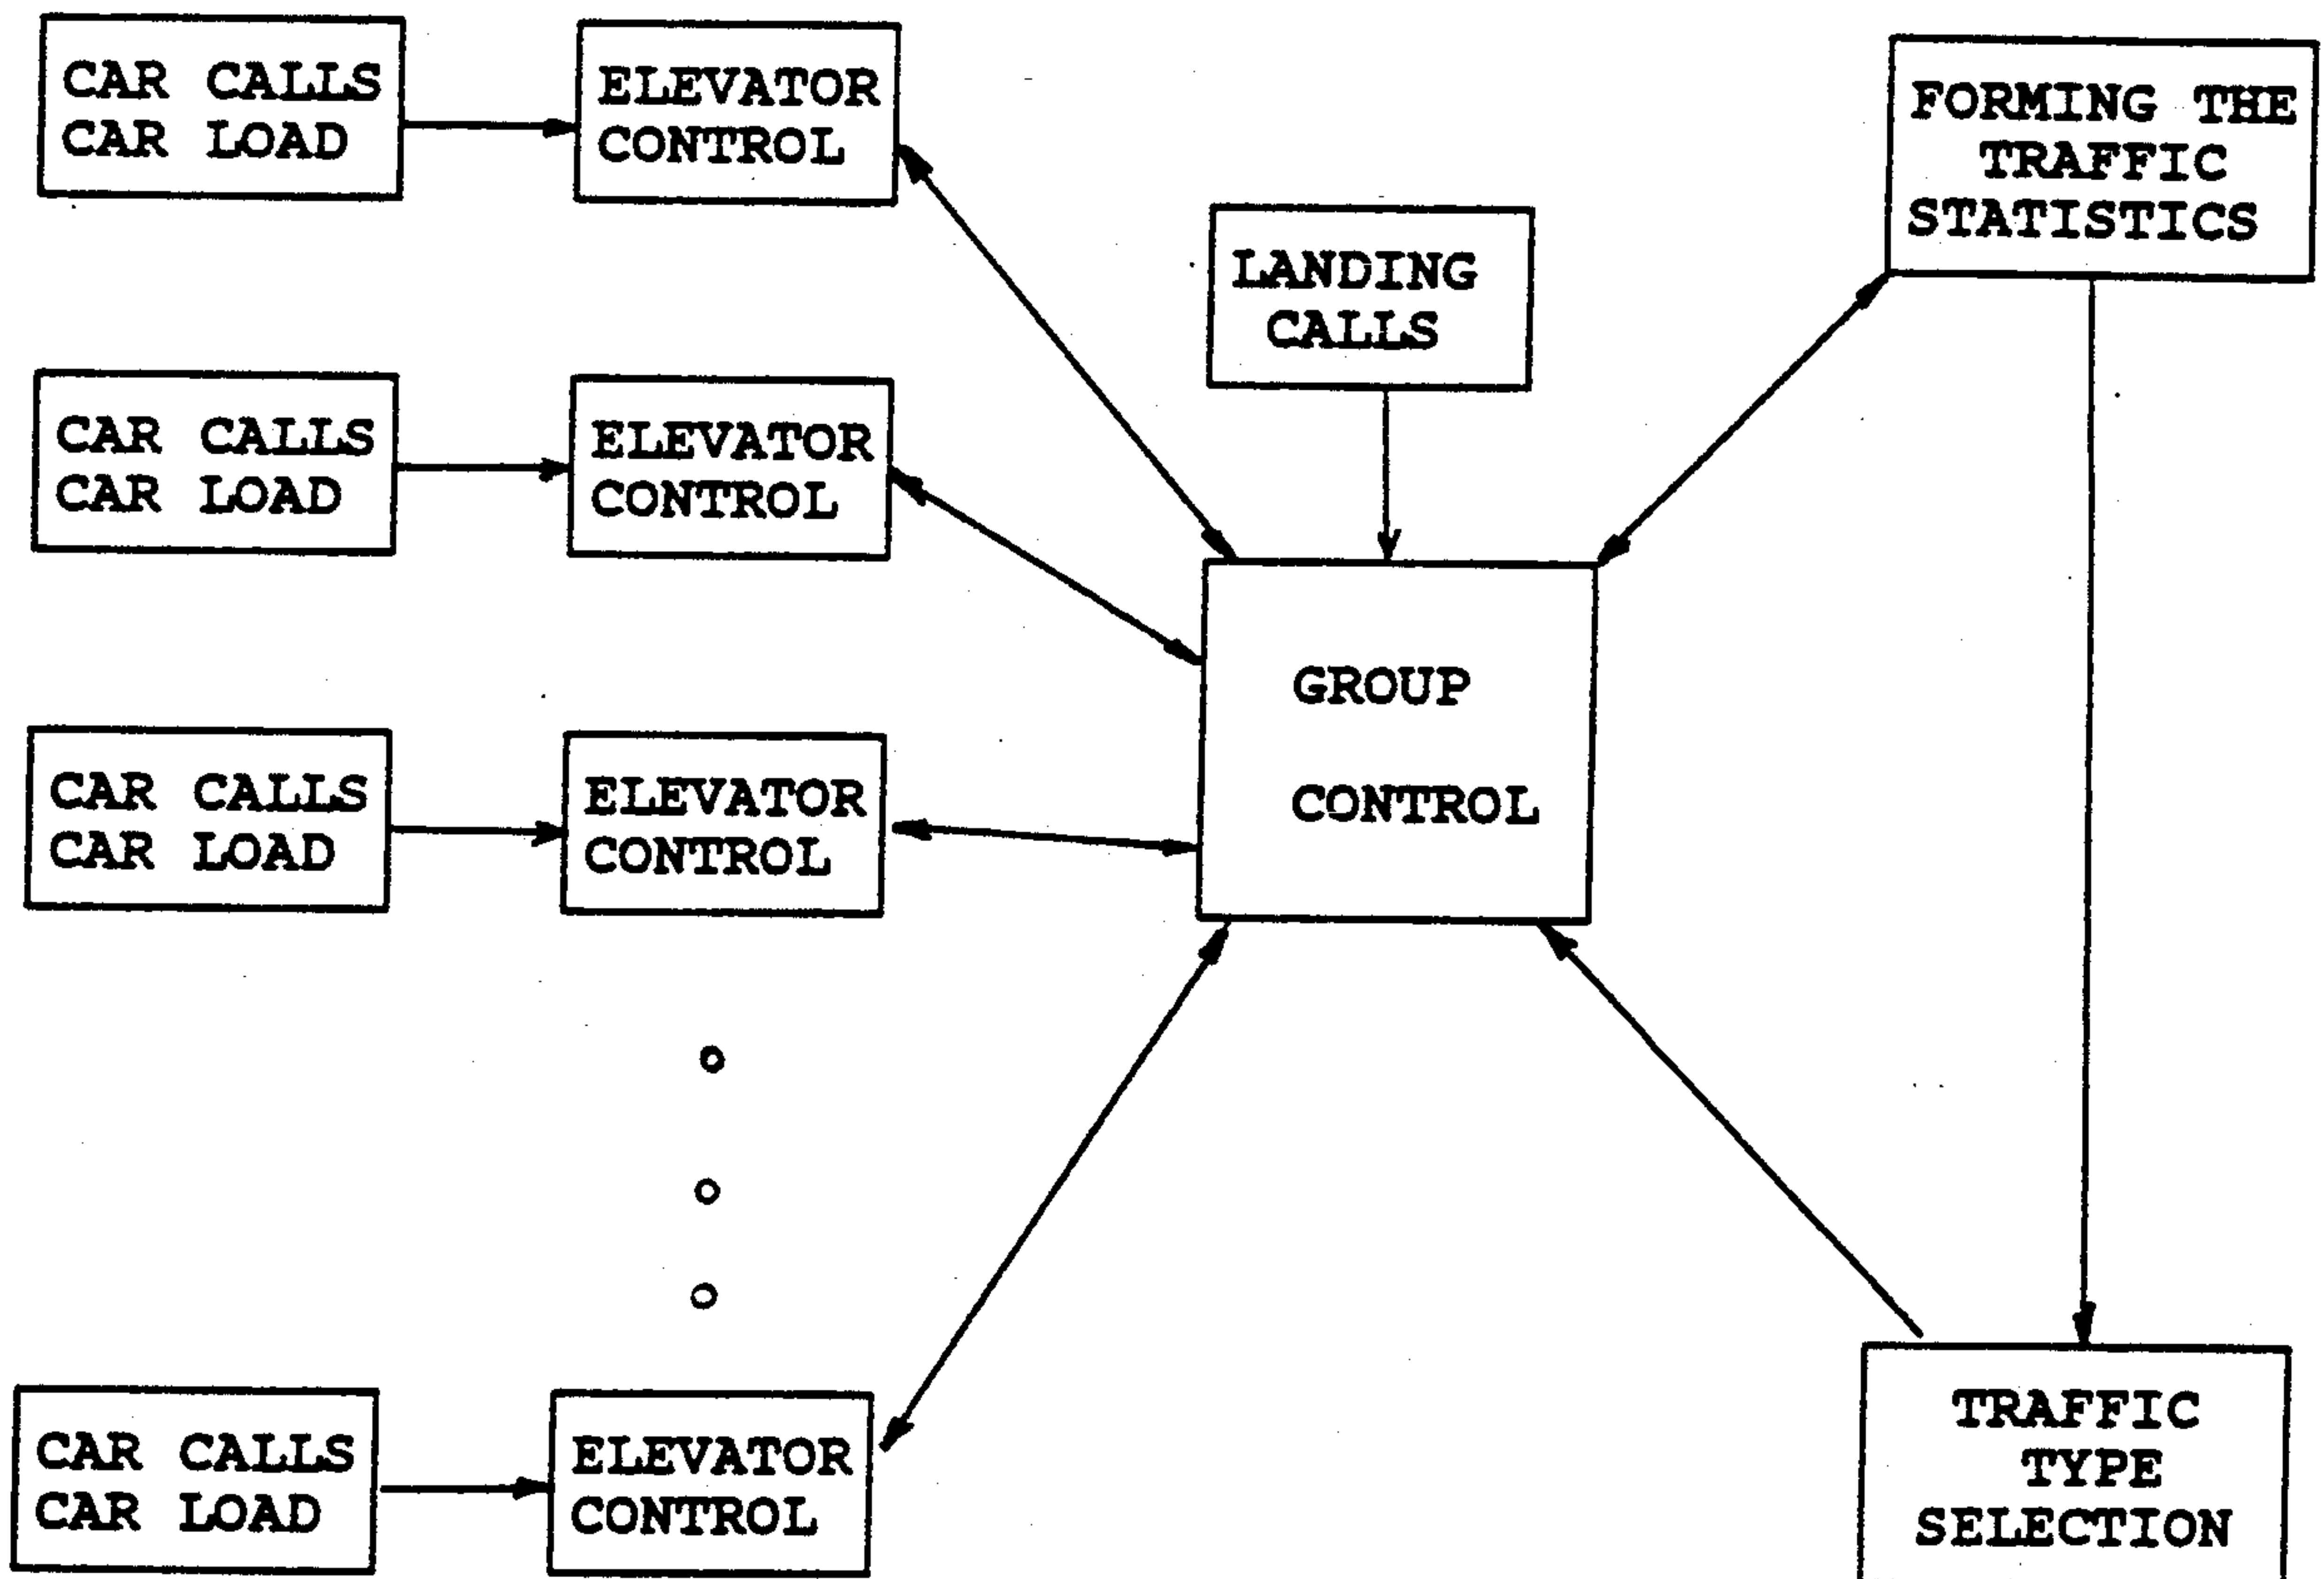 CAR CALLS
CAR LOAD
ELEVATOR
CONTROL
FORMING THE
TRAFFIC
STATISTICS
LANDING
CALLS
CAR CALLS
CAR LOAD
ELEVATOR
CONTROL
GROUP
CONTROL
CAR CALLS
CAR LOAD
ELEVATOR
CONTROL
CAR CALLS
CAR LOAD
ELEVATOR
CONTROL
TRAFFIC
TYPE
SELECTION